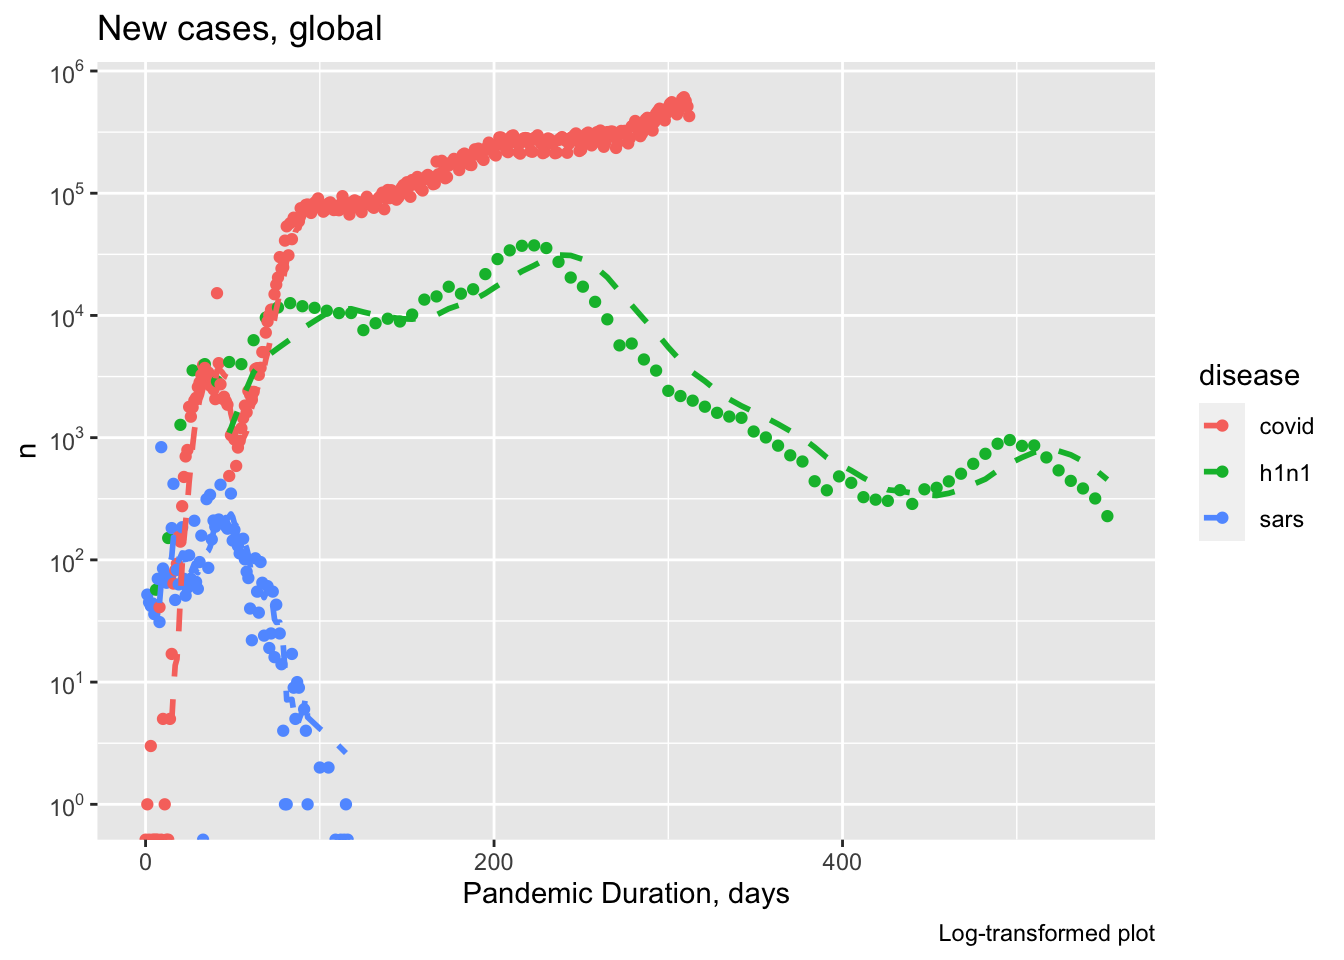 New cases, global
10^6
10^5
10^4
10^3
10^2
10^1
10^0
n
0 200 400
Pandemic Duration, days
Log-transformed plot
disease
covid
h1n1
sars